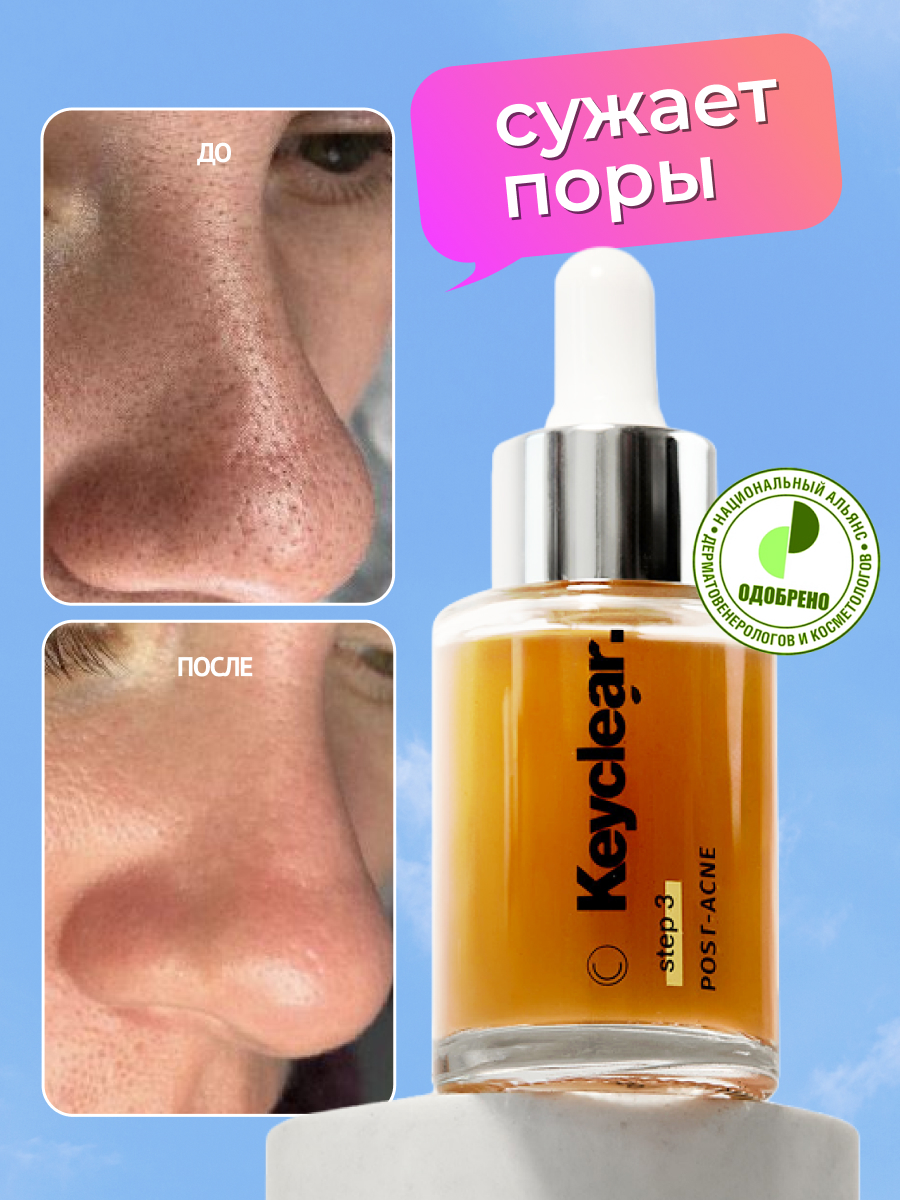 сужает
поры
ДО
ПОСЛЕ
• НАЦИОНАЛЬНЫЙ АЛЬЯНС •
ДЕРМАТОВЕНЕРОЛОГОВ И КОСМЕТОЛОГОВ
ОДОБРЕНО
Keyclear.
step 3
POST-ACNE